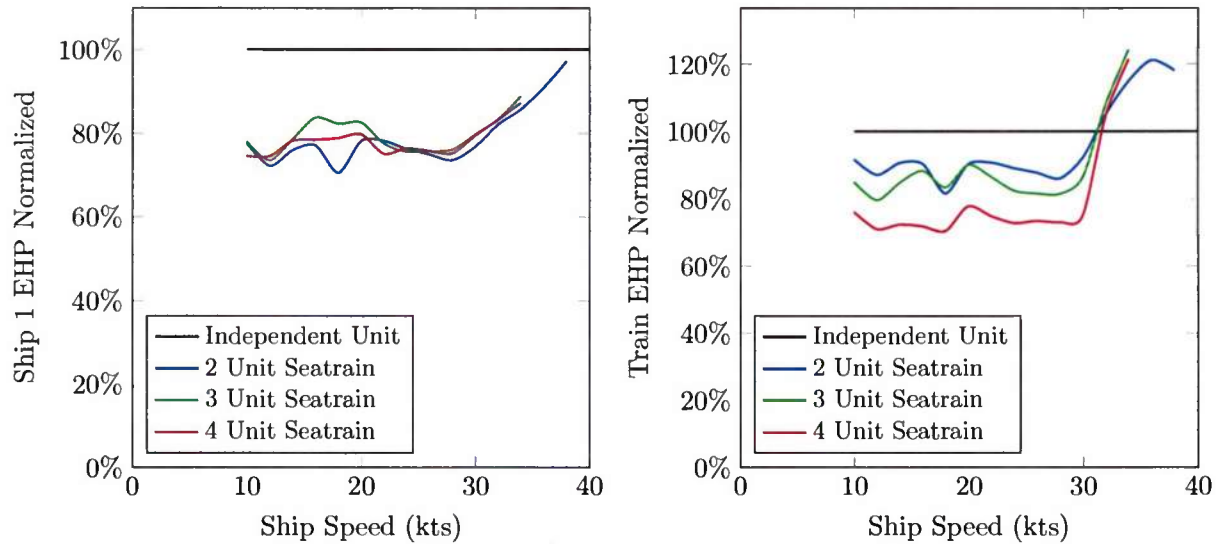 Ship 1 EHP Normalized
100%
80%
60%
40%
20%
0%
Independent Unit
2 Unit Seatrain
3 Unit Seatrain
4 Unit Seatrain
0
10
20
30
40
Ship Speed (kts)
Train EHP Normalized
120%
100%
80%
60%
40%
20%
0%
Independent Unit
2 Unit Seatrain
3 Unit Seatrain
4 Unit Seatrain
0
10
20
30
40
Ship Speed (kts)